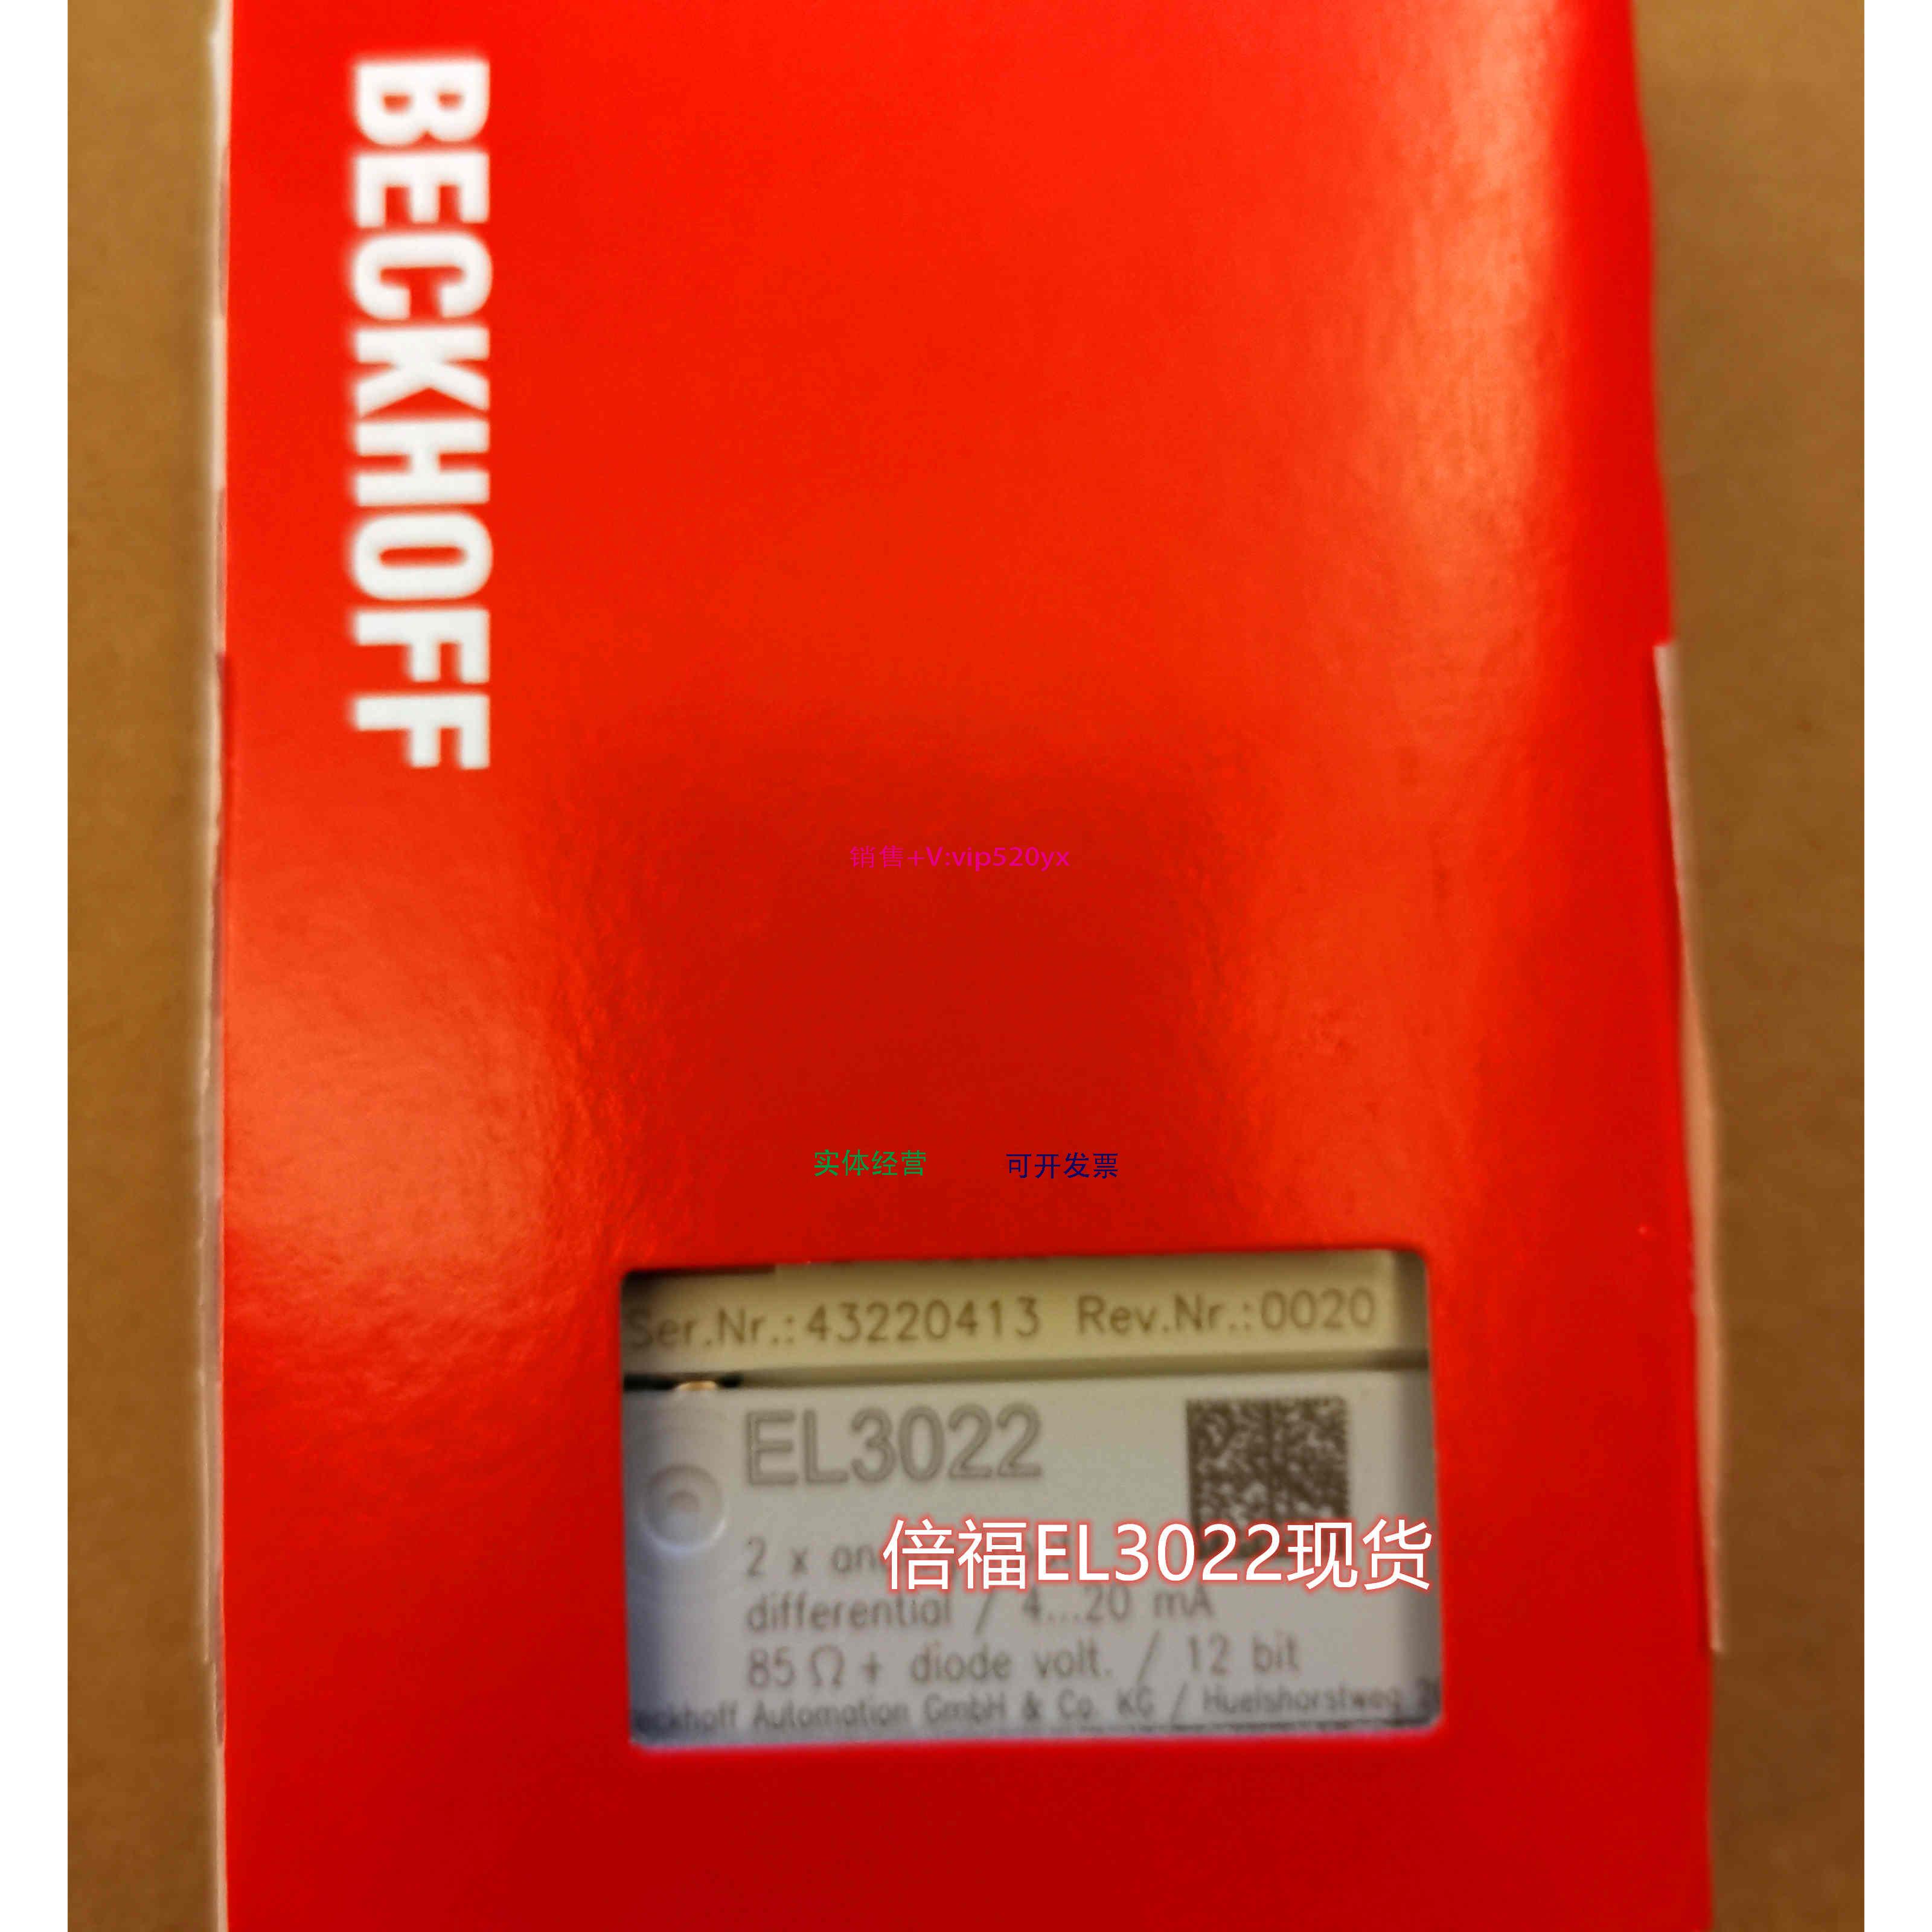 BECKHOFF
销售+V:vip520yx
实体经营 可开发票
Ser.Nr.:43220413 Rev.Nr.:0020
EL3022
2 x
倍福EL3022现货
differential / 4...20 mA
85 Ω + diode volt. / 12 bit
Automation GmbH & Co. KG / Huelshorstweg